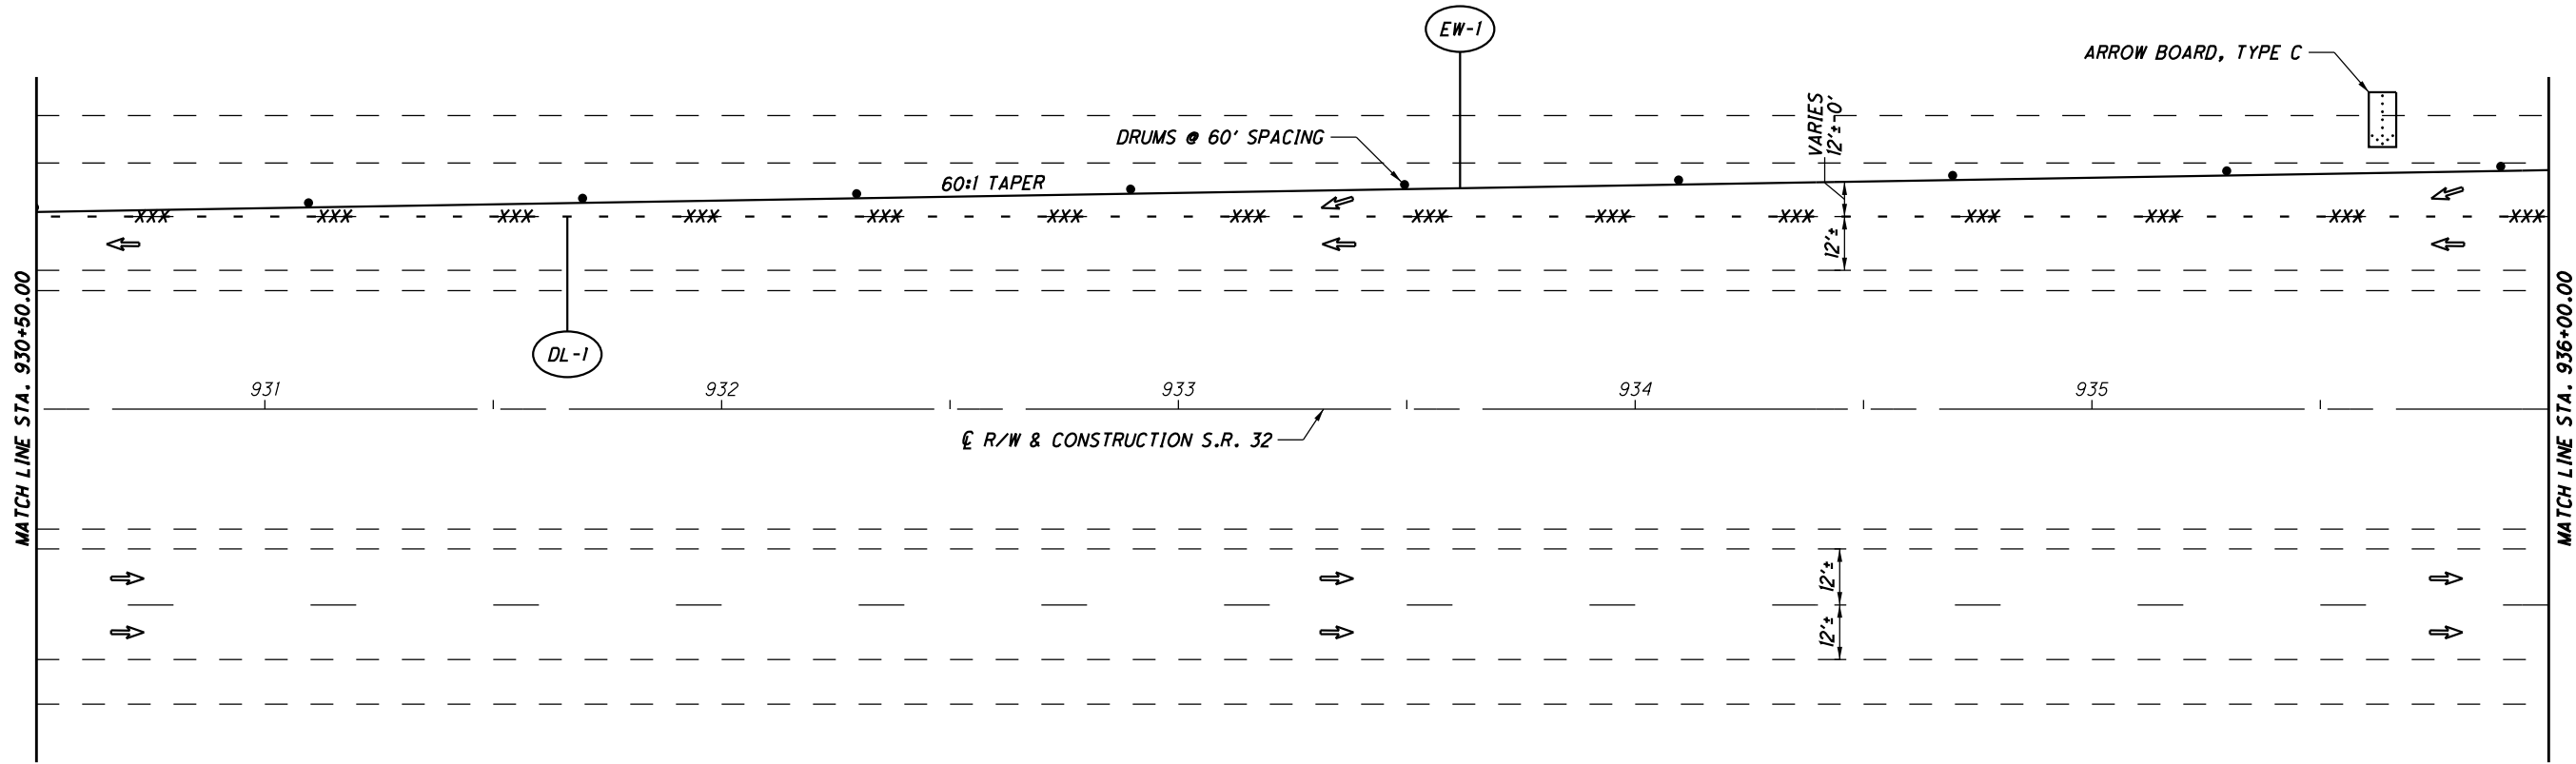 EW-1
ARROW BOARD, TYPE C
DRUMS @ 60' SPACING
VARIES
12'±-0'
60:1 TAPER
XXX XXX XXX XXX XXX XXX XXX XXX XXX XXX XXX XXX XXX XXX
12'±
DL-1
MATCH LINE STA. 930+50.00
MATCH LINE STA. 936+00.00
931 932 933 934 935
℄ R/W & CONSTRUCTION S.R. 32
12'±
12'±